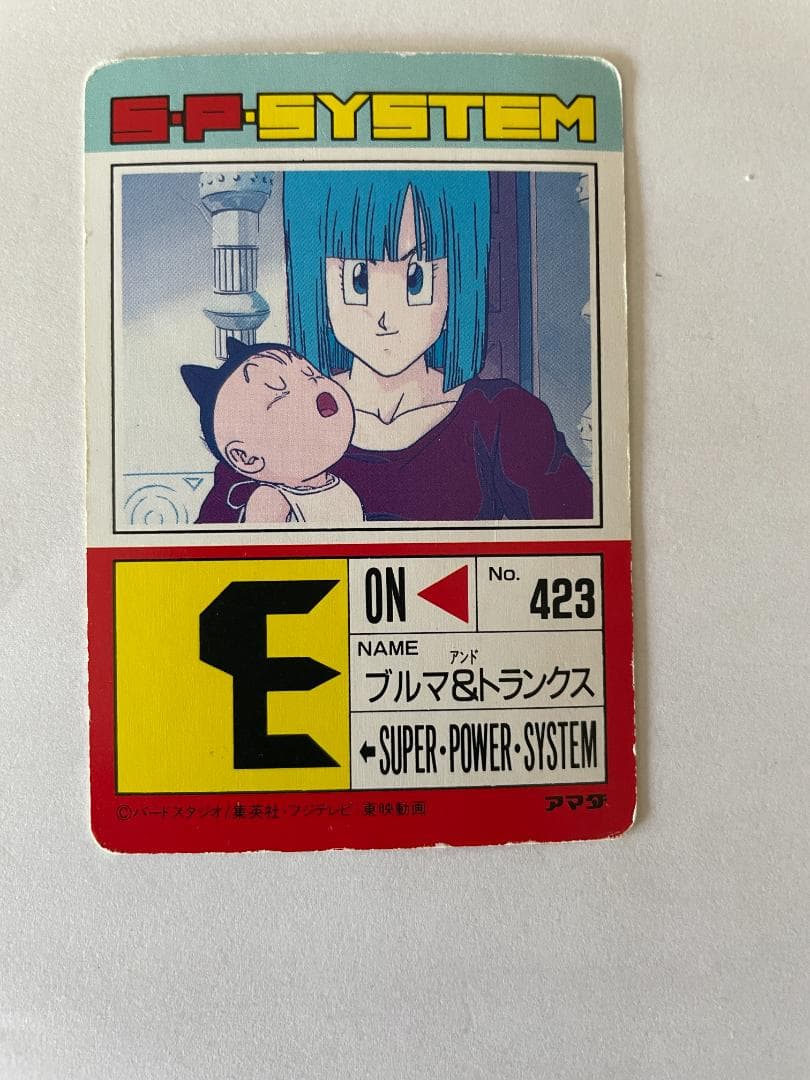 S・P・SYSTEM
E
ON
No. 423
NAME
アンド
ブルマ&トランクス
SUPER・POWER・SYSTEM
©バードスタジオ/集英社・フジテレビ・東映動画
アマダ